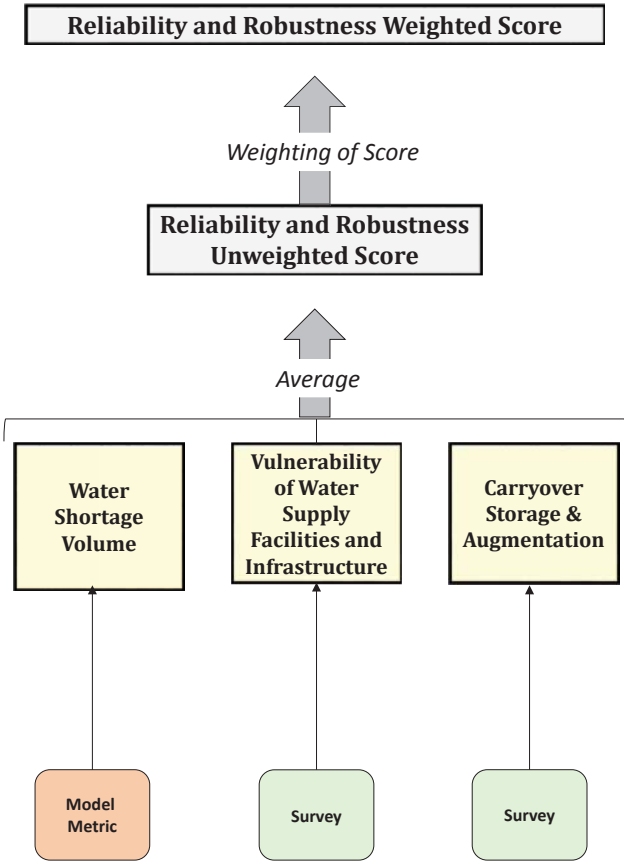 Reliability and Robustness Weighted Score
Weighting of Score
Reliability and Robustness
Unweighted Score
Average
Water
Shortage
Volume
Vulnerability
of Water
Supply
Facilities and
Infrastructure
Carryover
Storage &
Augmentation
Model
Metric
Survey
Survey